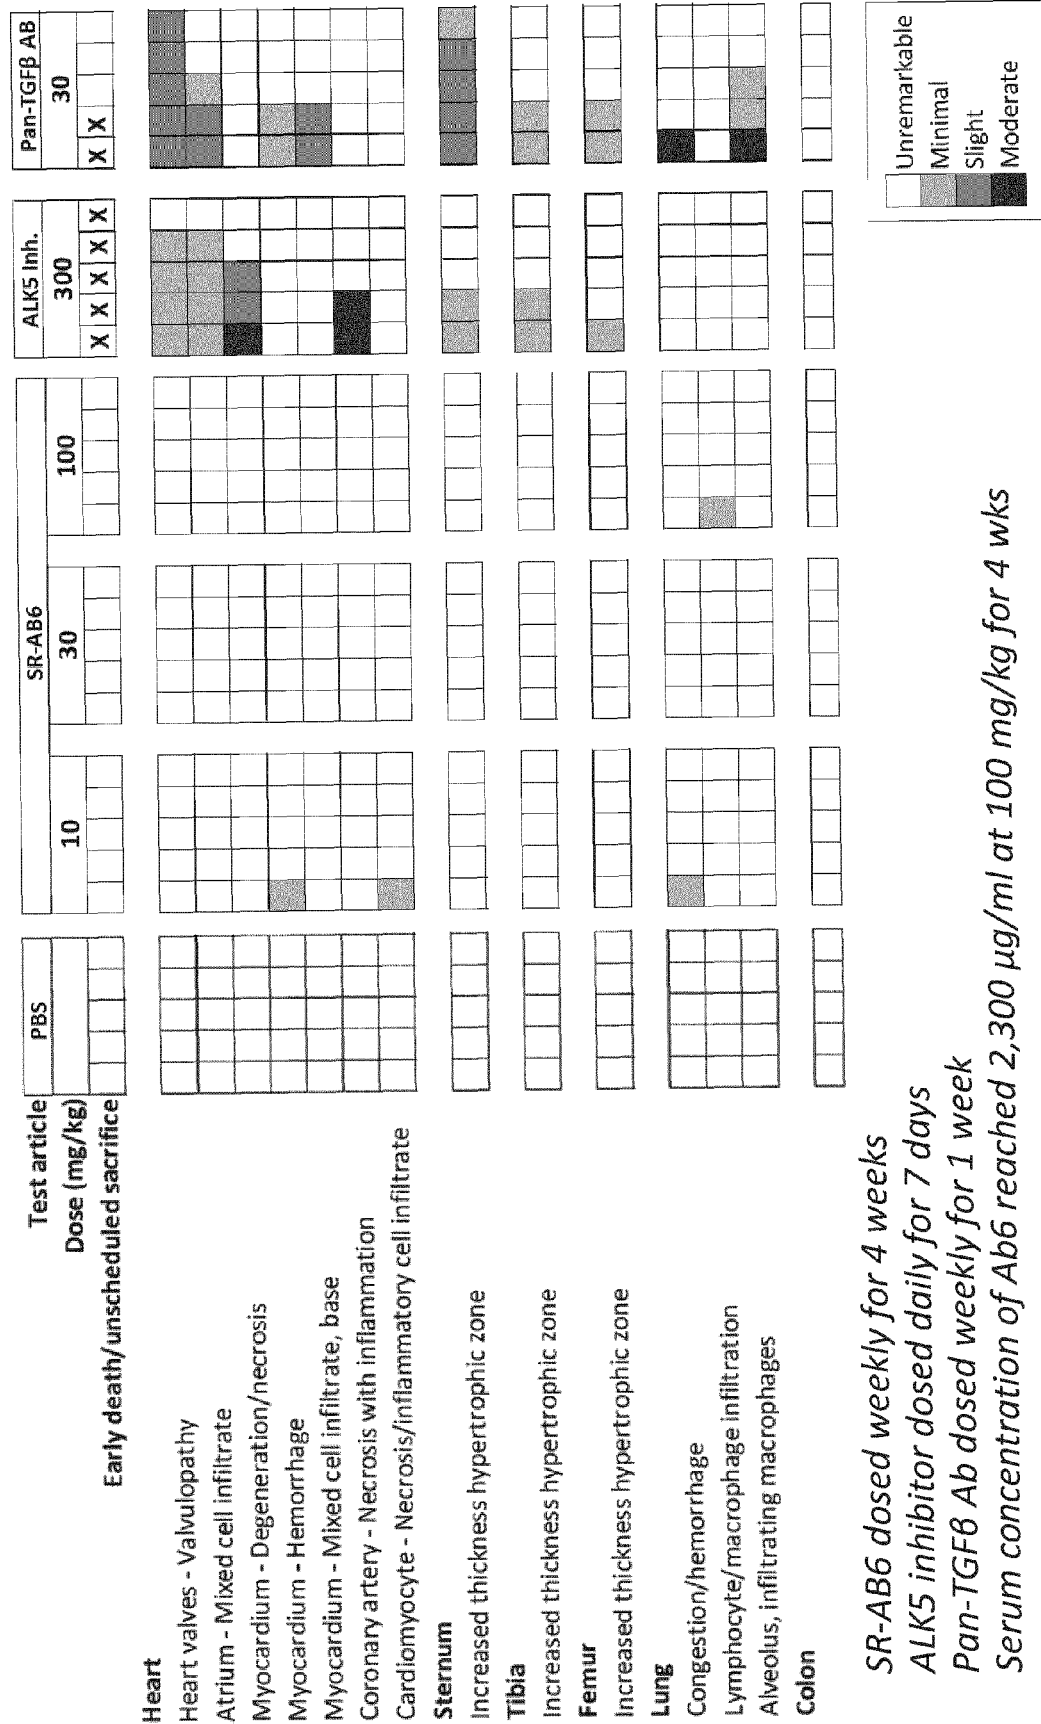 Test article PBS SR-AB6 ALK5 Inh. Pan-TGFβ AB
Dose (mg/kg) 10 30 100 300 30
Early death/unscheduled sacrifice X X X X X X X
Heart
Heart valves - Valvulopathy
Atrium - Mixed cell infiltrate
Myocardium - Degeneration/necrosis
Myocardium - Hemorrhage
Myocardium - Mixed cell infiltrate, base
Coronary artery - Necrosis with inflammation
Cardiomyocyte - Necrosis/inflammatory cell infiltrate
Sternum
Increased thickness hypertrophic zone
Tibia
Increased thickness hypertrophic zone
Femur
Increased thickness hypertrophic zone
Lung
Congestion/hemorrhage
Lymphocyte/macrophage infiltration
Alveolus, infiltrating macrophages
Colon
SR-AB6 dosed weekly for 4 weeks
ALK5 inhibitor dosed daily for 7 days
Pan-TGFβ Ab dosed weekly for 1 week
Serum concentration of Ab6 reached 2,300 µg/ml at 100 mg/kg for 4 wks
Unremarkable
Minimal
Slight
Moderate